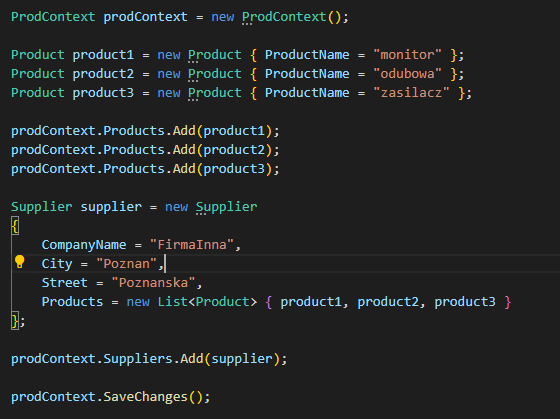 ProdContext prodContext = new ProdContext();
Product product1 = new Product { ProductName = "monitor" };
Product product2 = new Product { ProductName = "odubowa" };
Product product3 = new Product { ProductName = "zasilacz" };
prodContext.Products.Add(product1);
prodContext.Products.Add(product2);
prodContext.Products.Add(product3);
Supplier supplier = new Supplier
{
    CompanyName = "FirmaInna",
    City = "Poznan",
    Street = "Poznanska",
    Products = new List<Product> { product1, product2, product3 }
};
prodContext.Suppliers.Add(supplier);
prodContext.SaveChanges();